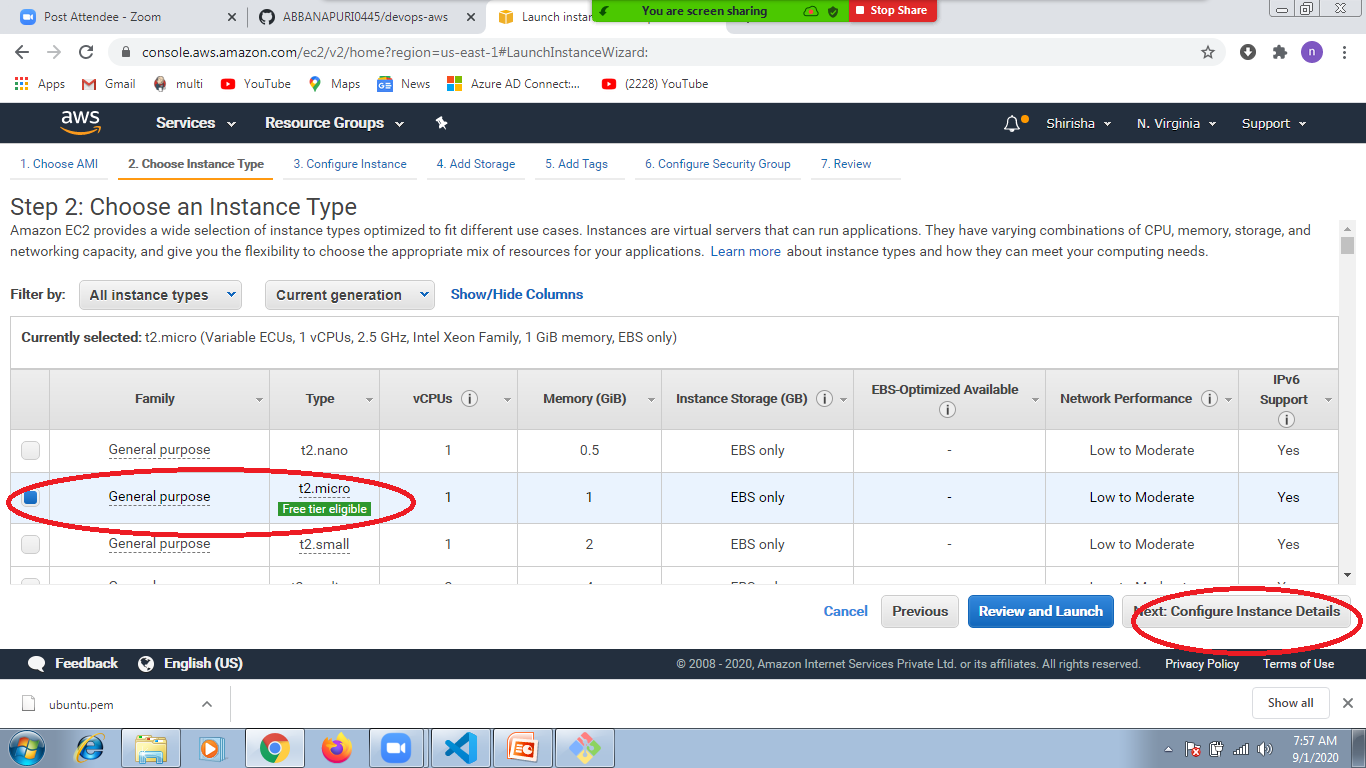 Post Attendee - Zoom
ABBANAPURI0445/devops-aws
Launch instan
You are screen sharing
Stop Share
console.aws.amazon.com/ec2/v2/home?region=us-east-1#LaunchInstanceWizard:
n
Apps
Gmail
multi
YouTube
Maps
News
Azure AD Connect:...
(2228) YouTube
aws
Services
Resource Groups
Shirisha
N. Virginia
Support
1. Choose AMI
2. Choose Instance Type
3. Configure Instance
4. Add Storage
5. Add Tags
6. Configure Security Group
7. Review
Step 2: Choose an Instance Type
Amazon EC2 provides a wide selection of instance types optimized to fit different use cases. Instances are virtual servers that can run applications. They have varying combinations of CPU, memory, storage, and
networking capacity, and give you the flexibility to choose the appropriate mix of resources for your applications. Learn more about instance types and how they can meet your computing needs.
Filter by: All instance types Current generation Show/Hide Columns
Currently selected: t2.micro (Variable ECUs, 1 vCPUs, 2.5 GHz, Intel Xeon Family, 1 GiB memory, EBS only)
Family Type vCPUs Memory (GiB) Instance Storage (GB) EBS-Optimized Available Network Performance IPv6 Support
General purpose t2.nano 1 0.5 EBS only - Low to Moderate Yes
General purpose t2.micro Free tier eligible 1 1 EBS only - Low to Moderate Yes
General purpose t2.small 1 2 EBS only - Low to Moderate Yes
Cancel
Previous
Review and Launch
Next: Configure Instance Details
Feedback
English (US)
© 2008 - 2020, Amazon Internet Services Private Ltd. or its affiliates. All rights reserved.
Privacy Policy
Terms of Use
ubuntu.pem
Show all
7:57 AM
9/1/2020